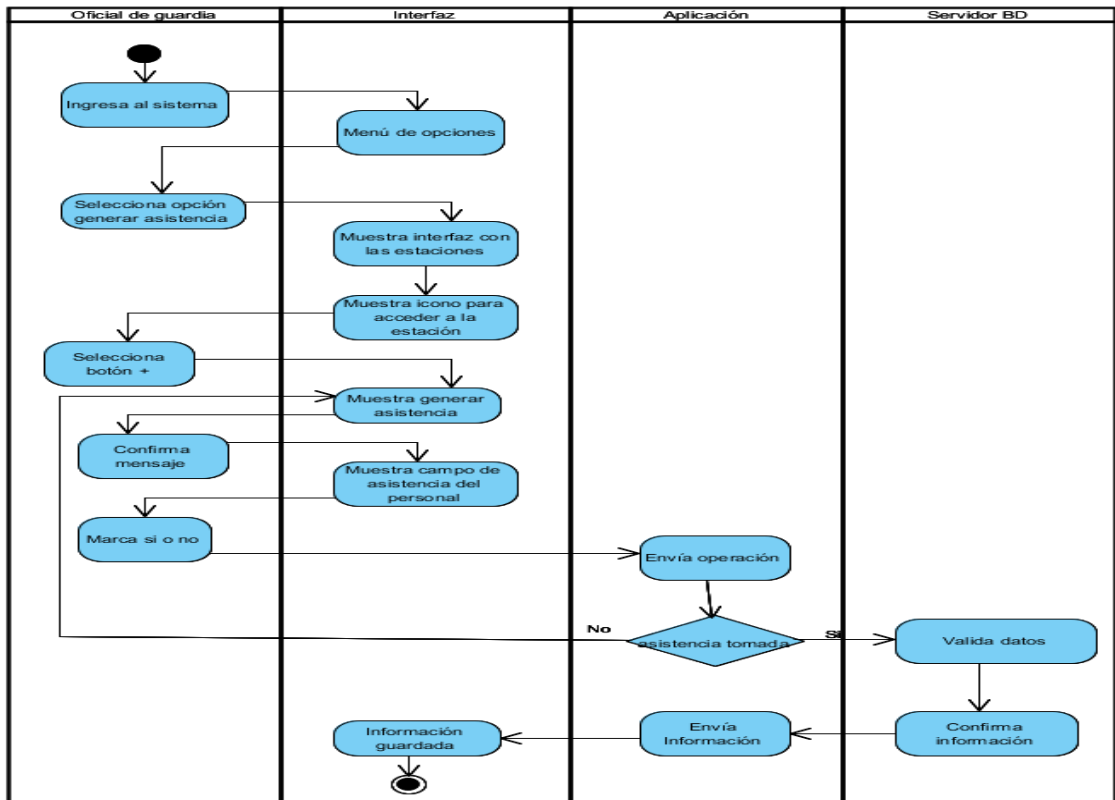 Oficial de guardia
Interfaz
Aplicación
Servidor BD
Ingresa al sistema
Menú de opciones
Selecciona opción
generar asistencia
Muestra interfaz con
las estaciones
Muestra icono para
acceder a la
estación
Selecciona
botón +
Muestra generar
asistencia
Confirma
mensaje
Muestra campo de
asistencia del
personal
Marca si o no
Envía operación
No
asistencia tomada
Si
Valida datos
Información
guardada
Envía
Información
Confirma
información